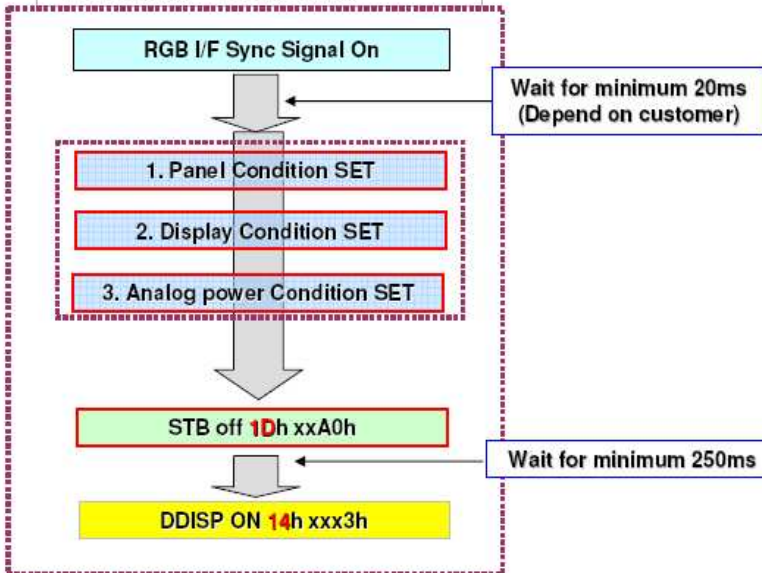 RGB I/F Sync Signal On
Wait for minimum 20ms
(Depend on customer)
1. Panel Condition SET
2. Display Condition SET
3. Analog power Condition SET
STB off 1Dh xxA0h
Wait for minimum 250ms
DDISP ON 14h xxx3h